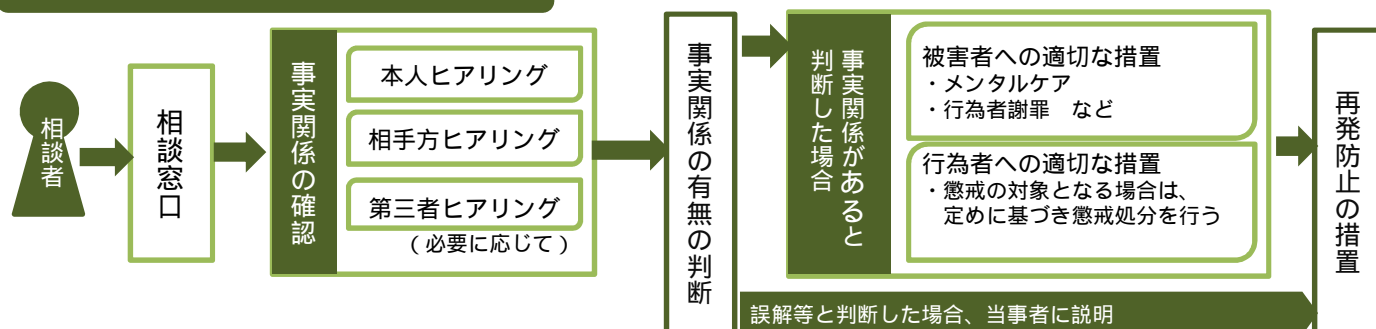 相談者
相談窓口
事実関係の確認
本人ヒアリング
相手方ヒアリング
第三者ヒアリング
（必要に応じて）
事実関係の有無の判断
事実関係があると
判断した場合
被害者への適切な措置
・メンタルケア
・行為者謝罪　など
行為者への適切な措置
・懲戒の対象となる場合は、
定めに基づき懲戒処分を行う
誤解等と判断した場合、当事者に説明
再発防止の措置